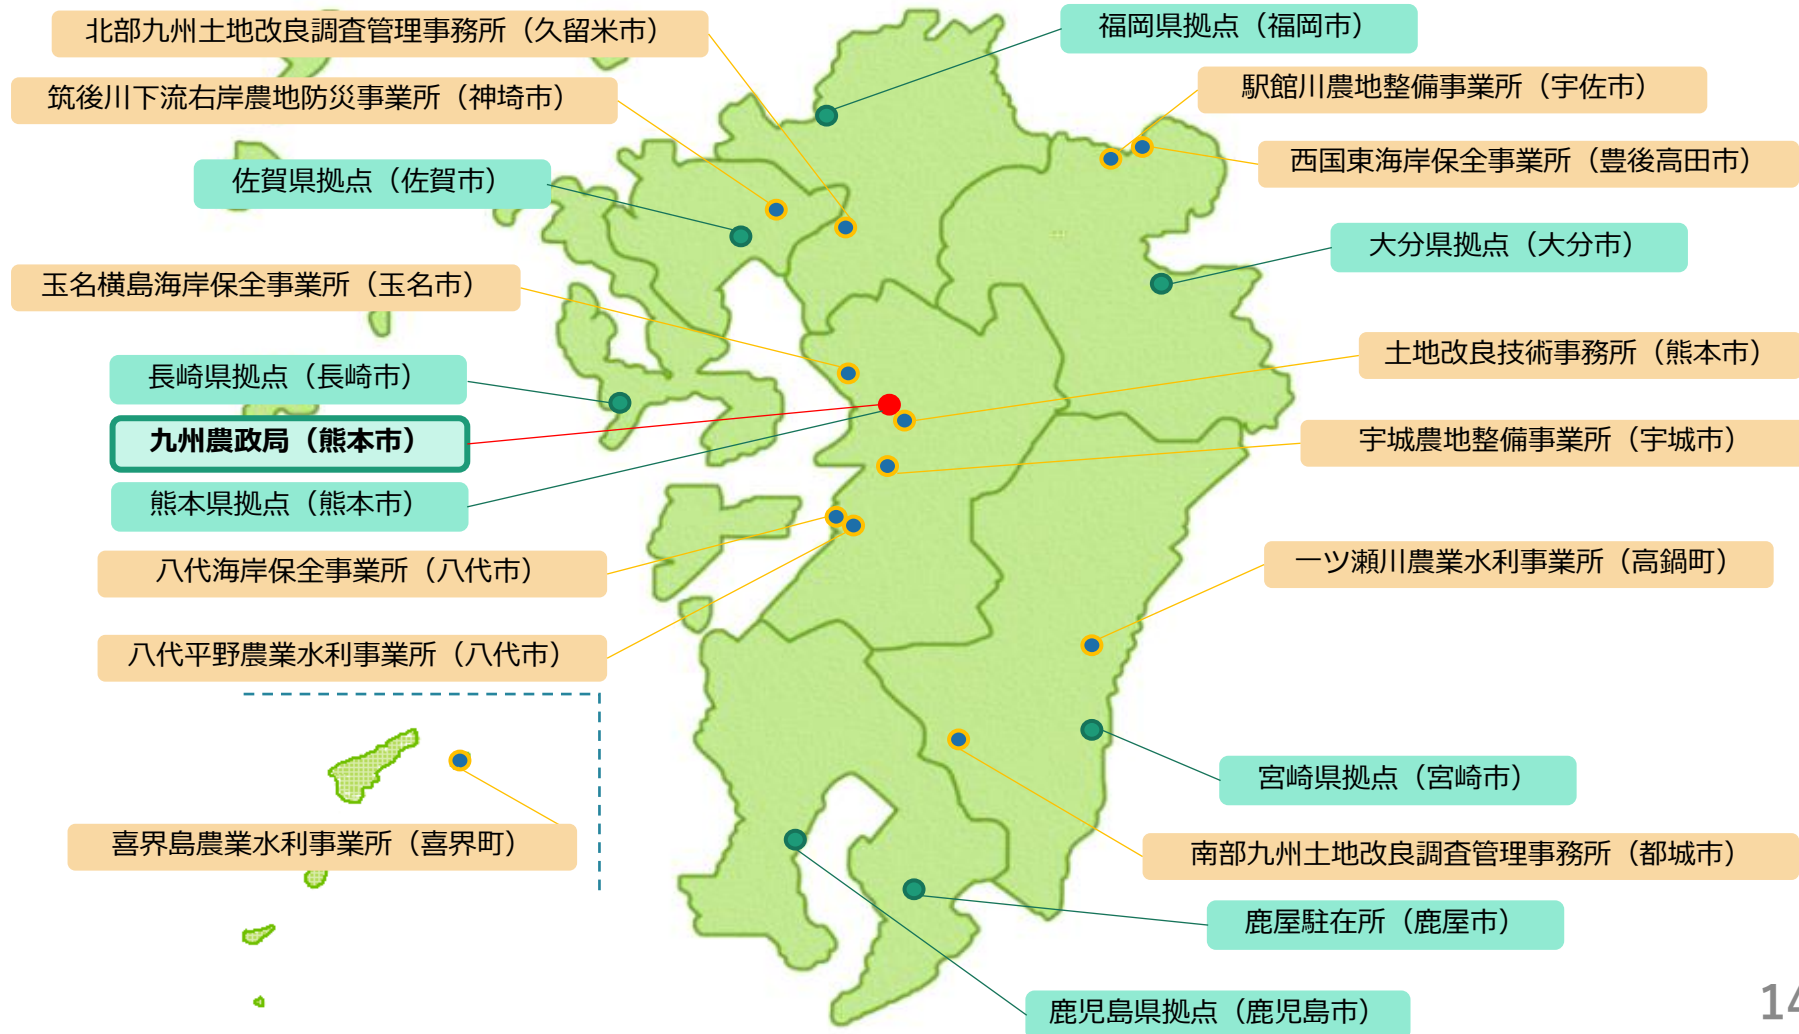 北部九州土地改良調査管理事務所（久留米市）
福岡県拠点（福岡市）
筑後川下流右岸農地防災事業所（神埼市）
駅館川農地整備事業所（宇佐市）
佐賀県拠点（佐賀市）
西国東海岸保全事業所（豊後高田市）
大分県拠点（大分市）
玉名横島海岸保全事業所（玉名市）
土地改良技術事務所（熊本市）
長崎県拠点（長崎市）
九州農政局（熊本市）
宇城農地整備事業所（宇城市）
熊本県拠点（熊本市）
八代海岸保全事業所（八代市）
一ツ瀬川農業水利事業所（高鍋町）
八代平野農業水利事業所（八代市）
宮崎県拠点（宮崎市）
喜界島農業水利事業所（喜界町）
南部九州土地改良調査管理事務所（都城市）
鹿屋駐在所（鹿屋市）
鹿児島県拠点（鹿児島市）
14